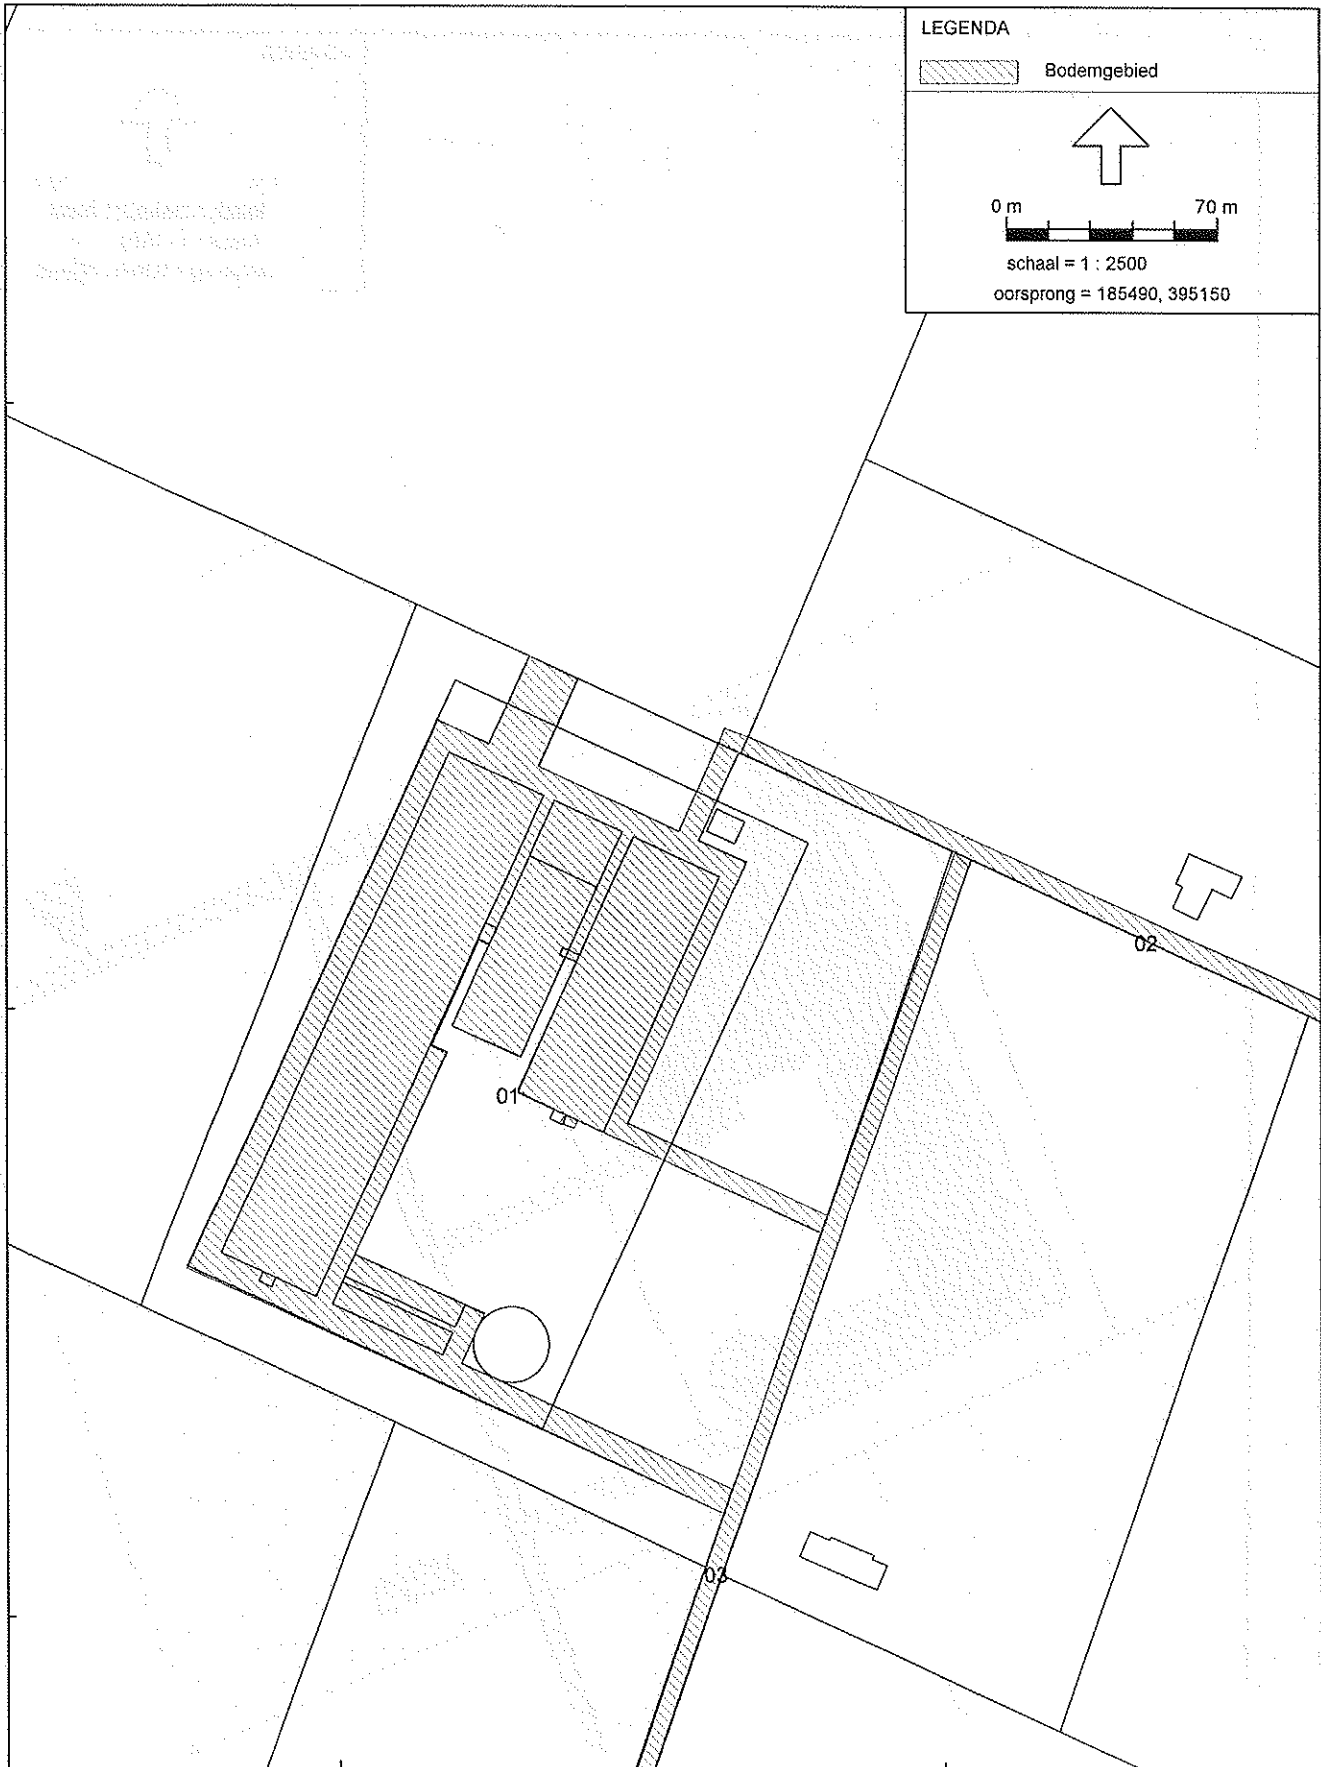 LEGENDA
Bodemgebied
0 m 70 m
schaal = 1 : 2500
oorsprong = 185490, 395150
02
01
03